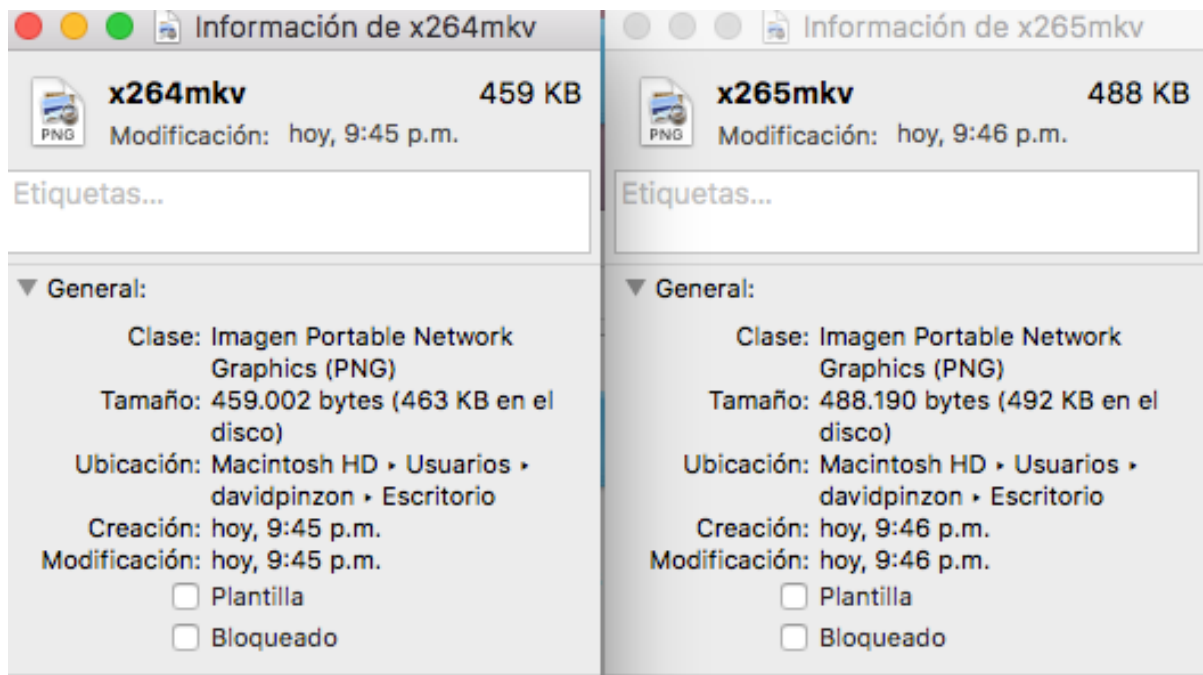 Información de x264mkv
x264mkv 459 KB
PNG
Modificación: hoy, 9:45 p.m.
Etiquetas...
General:
Clase: Imagen Portable Network
Graphics (PNG)
Tamaño: 459.002 bytes (463 KB en el
disco)
Ubicación: Macintosh HD ▸ Usuarios ▸
davidpinzon ▸ Escritorio
Creación: hoy, 9:45 p.m.
Modificación: hoy, 9:45 p.m.
Plantilla
Bloqueado
Información de x265mkv
x265mkv 488 KB
PNG
Modificación: hoy, 9:46 p.m.
Etiquetas...
General:
Clase: Imagen Portable Network
Graphics (PNG)
Tamaño: 488.190 bytes (492 KB en el
disco)
Ubicación: Macintosh HD ▸ Usuarios ▸
davidpinzon ▸ Escritorio
Creación: hoy, 9:46 p.m.
Modificación: hoy, 9:46 p.m.
Plantilla
Bloqueado